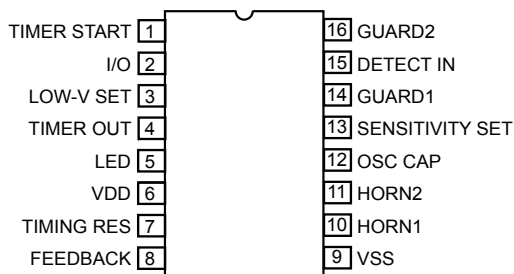 TIMER START 1
I/O 2
LOW-V SET 3
TIMER OUT 4
LED 5
VDD 6
TIMING RES 7
FEEDBACK 8
16 GUARD2
15 DETECT IN
14 GUARD1
13 SENSITIVITY SET
12 OSC CAP
11 HORN2
10 HORN1
9 VSS